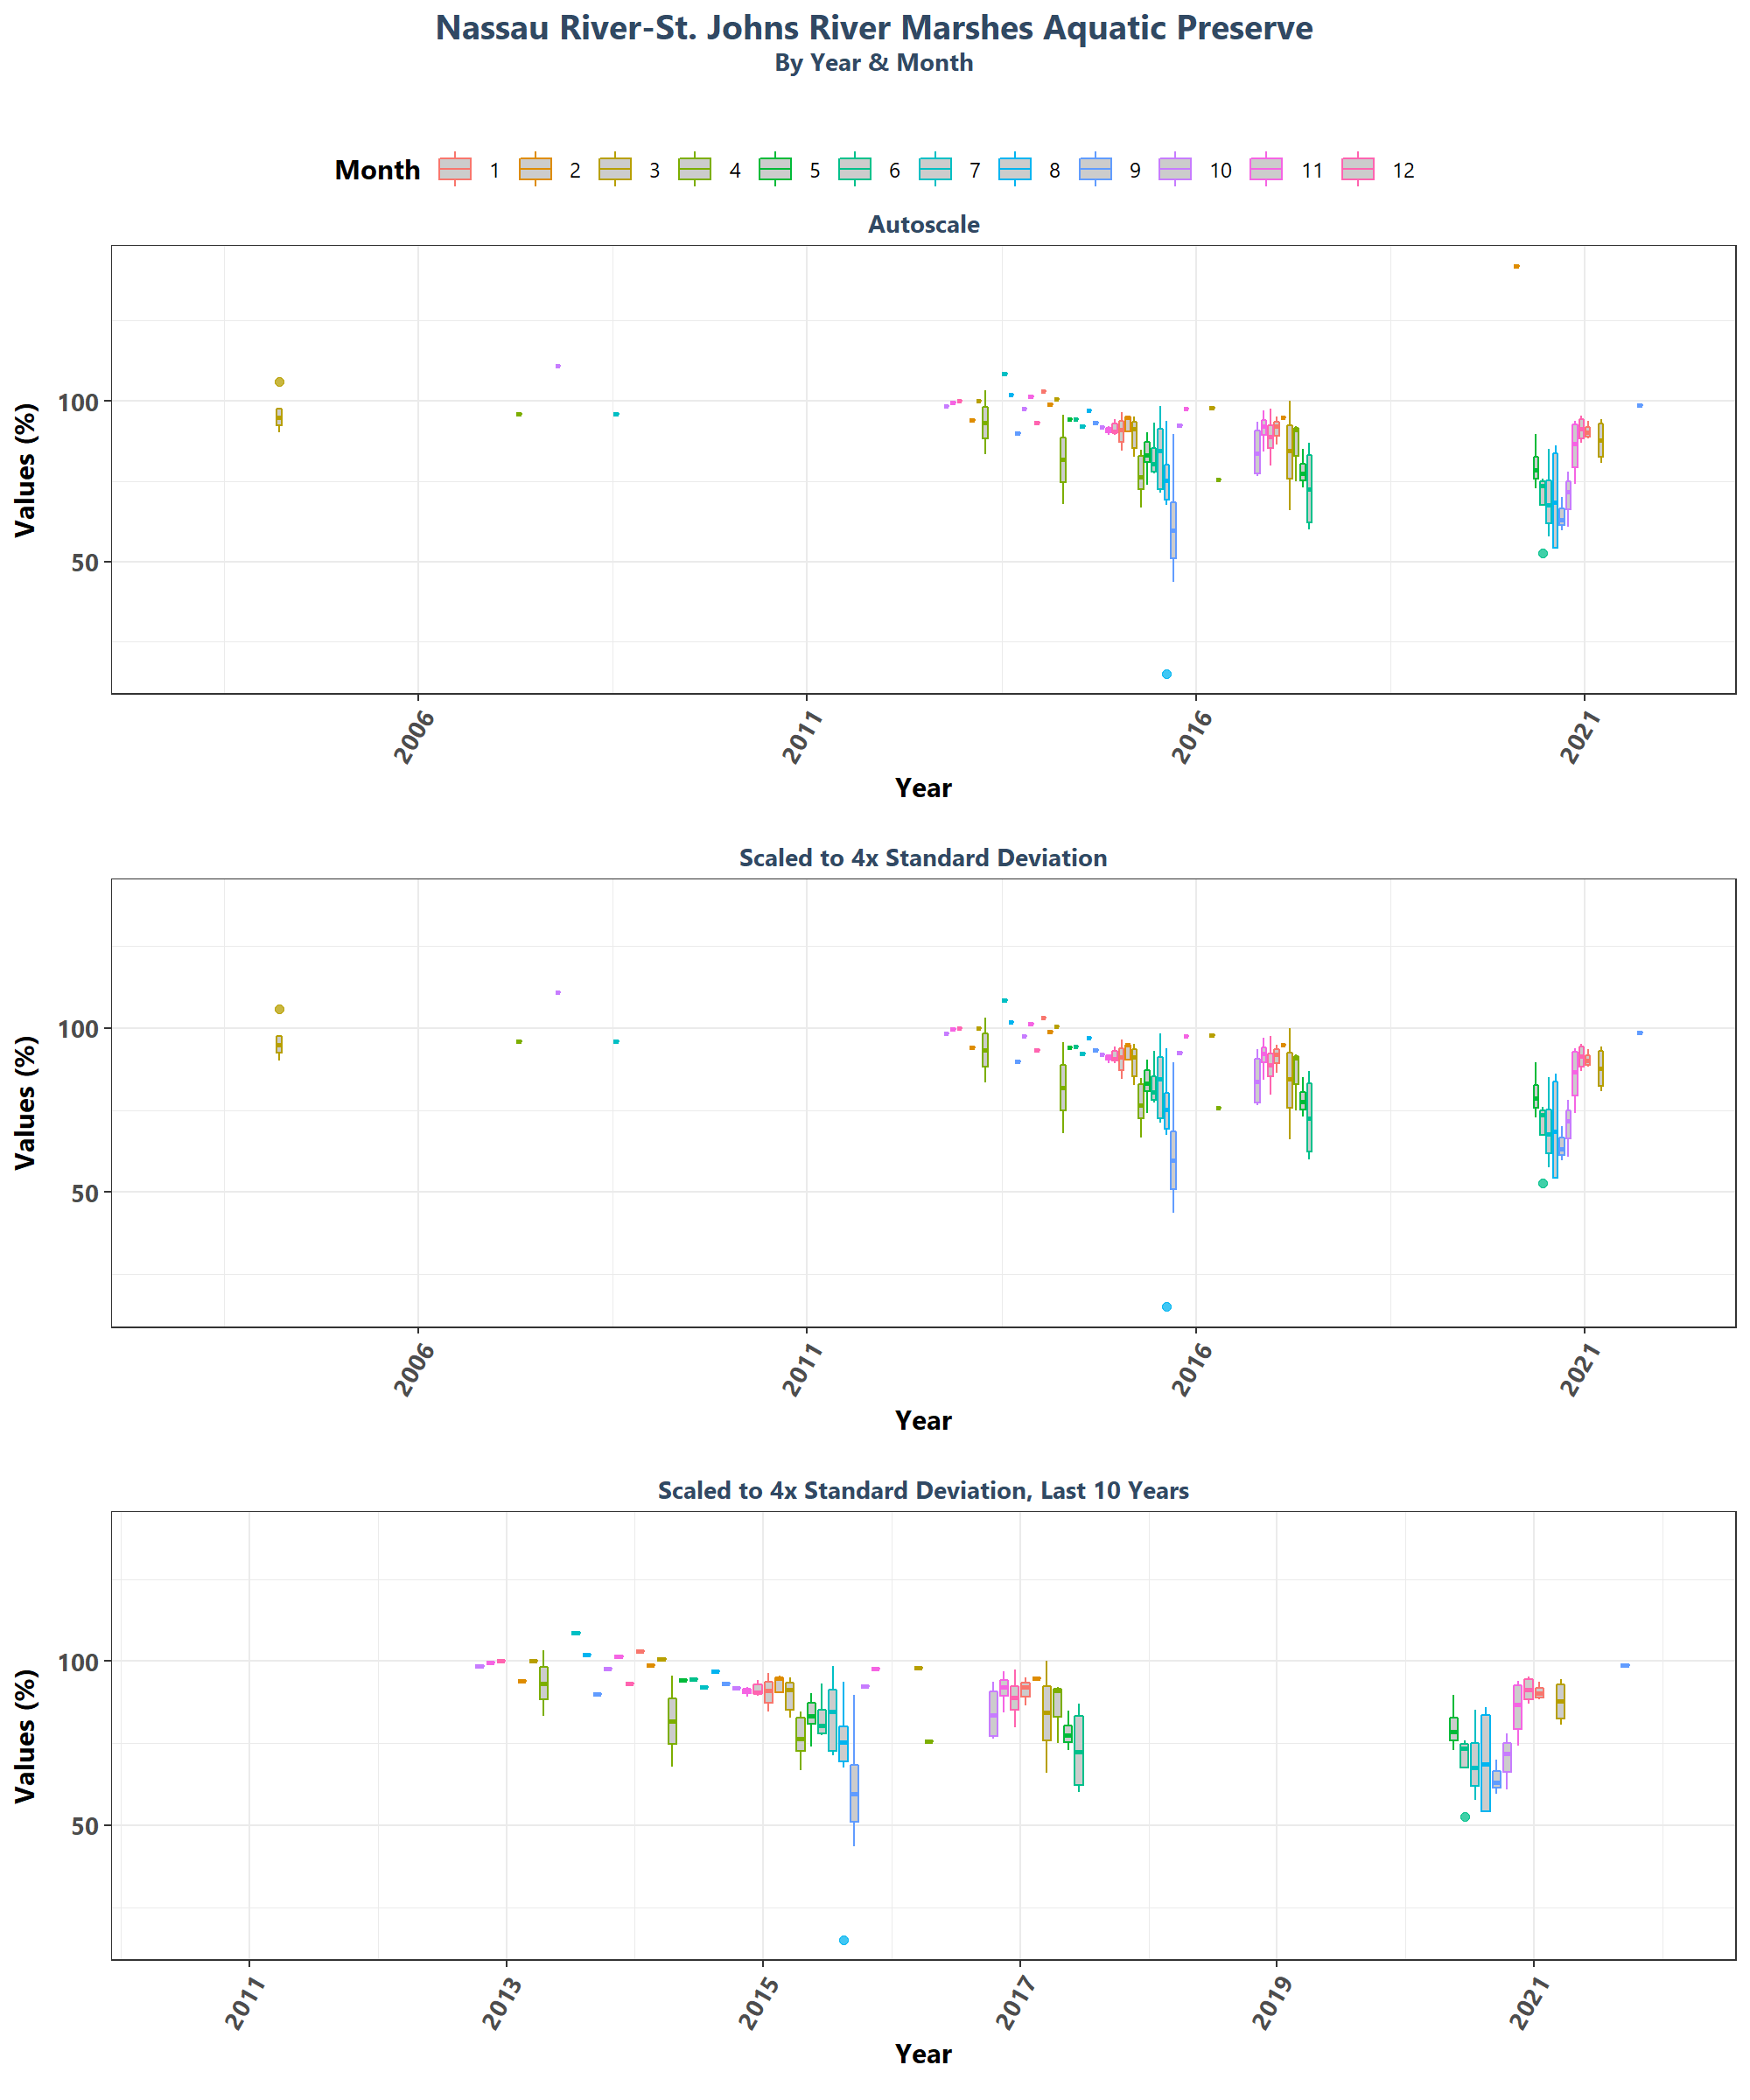 Nassau River-St. Johns River Marshes Aquatic Preserve
By Year & Month
Month 1 2 3 4 5 6 7 8 9 10 11 12
Autoscale
Values (%)
100
50
2006 2011 2016 2021
Year
Scaled to 4x Standard Deviation
Values (%)
100
50
2006 2011 2016 2021
Year
Scaled to 4x Standard Deviation, Last 10 Years
Values (%)
100
50
2011 2013 2015 2017 2019 2021
Year